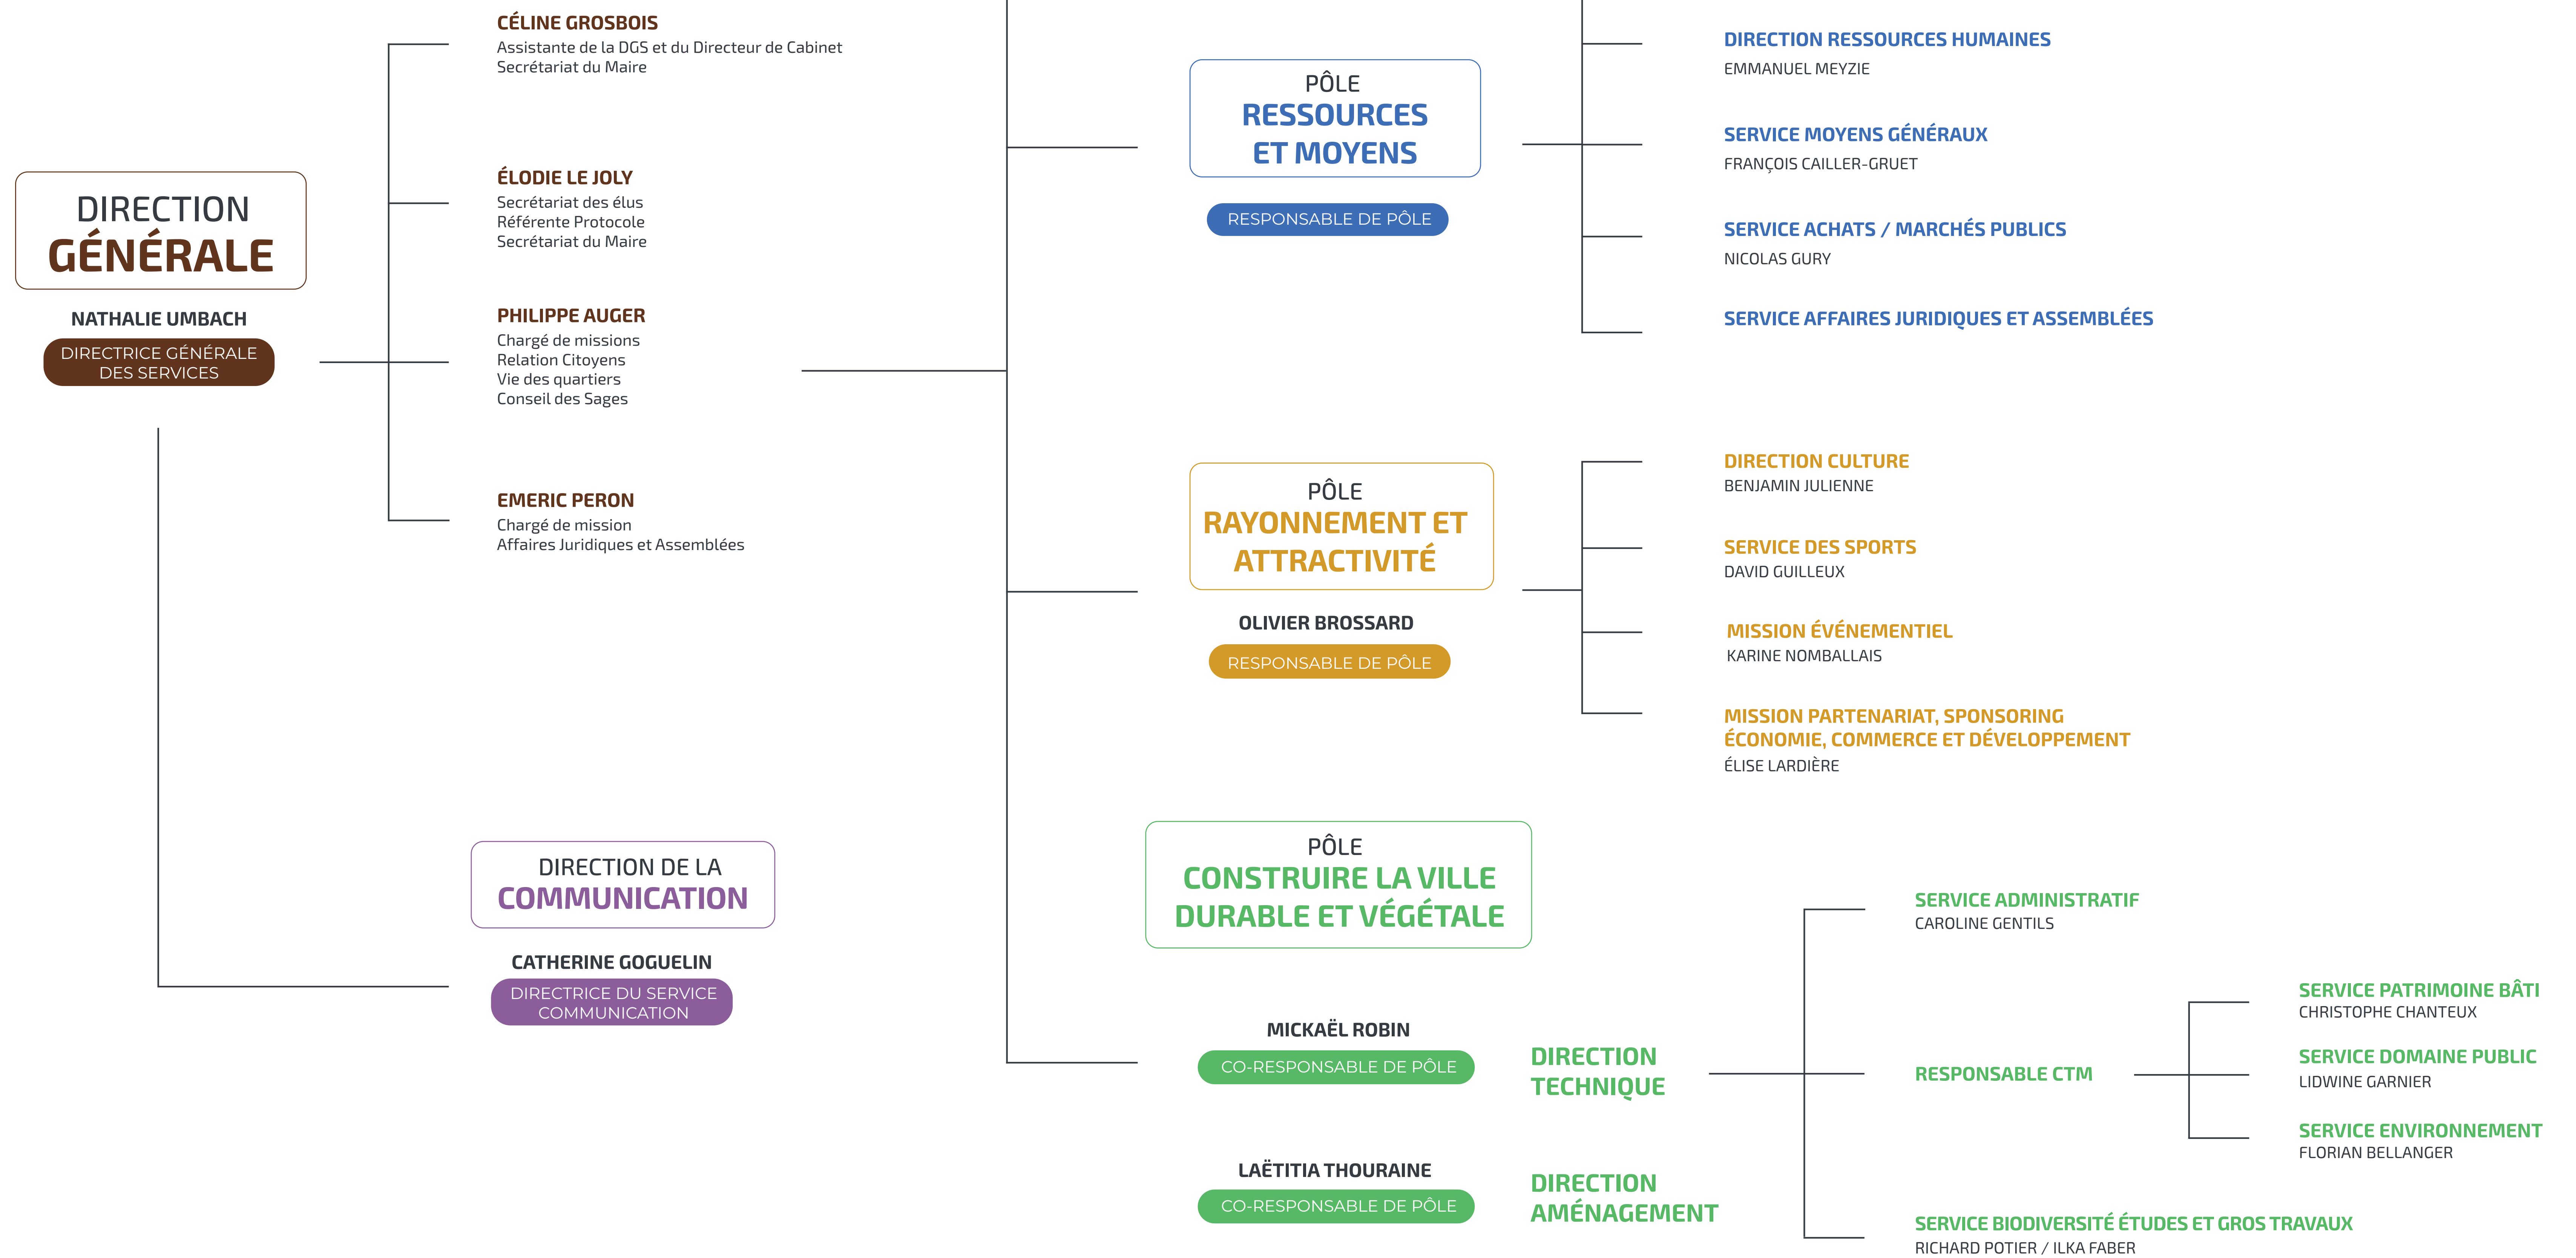 DIRECTION
GÉNÉRALE
NATHALIE UMBACH
DIRECTRICE GÉNÉRALE
DES SERVICES
CÉLINE GROSBOIS
Assistante de la DGS et du Directeur de Cabinet
Secrétariat du Maire
ÉLODIE LE JOLY
Secrétariat des élus
Référente Protocole
Secrétariat du Maire
PHILIPPE AUGER
Chargé de missions
Relation Citoyens
Vie des quartiers
Conseil des Sages
EMERIC PERON
Chargé de mission
Affaires Juridiques et Assemblées
DIRECTION DE LA
COMMUNICATION
CATHERINE GOGUELIN
DIRECTRICE DU SERVICE
COMMUNICATION
PÔLE
RESSOURCES
ET MOYENS
RESPONSABLE DE PÔLE
DIRECTION RESSOURCES HUMAINES
EMMANUEL MEYZIE
SERVICE MOYENS GÉNÉRAUX
FRANÇOIS CAILLER-GRUET
SERVICE ACHATS / MARCHÉS PUBLICS
NICOLAS GURY
SERVICE AFFAIRES JURIDIQUES ET ASSEMBLÉES
PÔLE
RAYONNEMENT ET
ATTRACTIVITÉ
OLIVIER BROSSARD
RESPONSABLE DE PÔLE
DIRECTION CULTURE
BENJAMIN JULIENNE
SERVICE DES SPORTS
DAVID GUILLEUX
MISSION ÉVÉNEMENTIEL
KARINE NOMBALLAIS
MISSION PARTENARIAT, SPONSORING
ÉCONOMIE, COMMERCE ET DÉVELOPPEMENT
ÉLISE LARDIÈRE
PÔLE
CONSTRUIRE LA VILLE
DURABLE ET VÉGÉTALE
MICKAËL ROBIN
CO-RESPONSABLE DE PÔLE
DIRECTION
TECHNIQUE
LAËTITIA THOURAINE
CO-RESPONSABLE DE PÔLE
DIRECTION
AMÉNAGEMENT
SERVICE ADMINISTRATIF
CAROLINE GENTILS
RESPONSABLE CTM
SERVICE PATRIMOINE BÂTI
CHRISTOPHE CHANTEUX
SERVICE DOMAINE PUBLIC
LIDWINE GARNIER
SERVICE ENVIRONNEMENT
FLORIAN BELLANGER
SERVICE BIODIVERSITÉ ÉTUDES ET GROS TRAVAUX
RICHARD POTIER / ILKA FABER